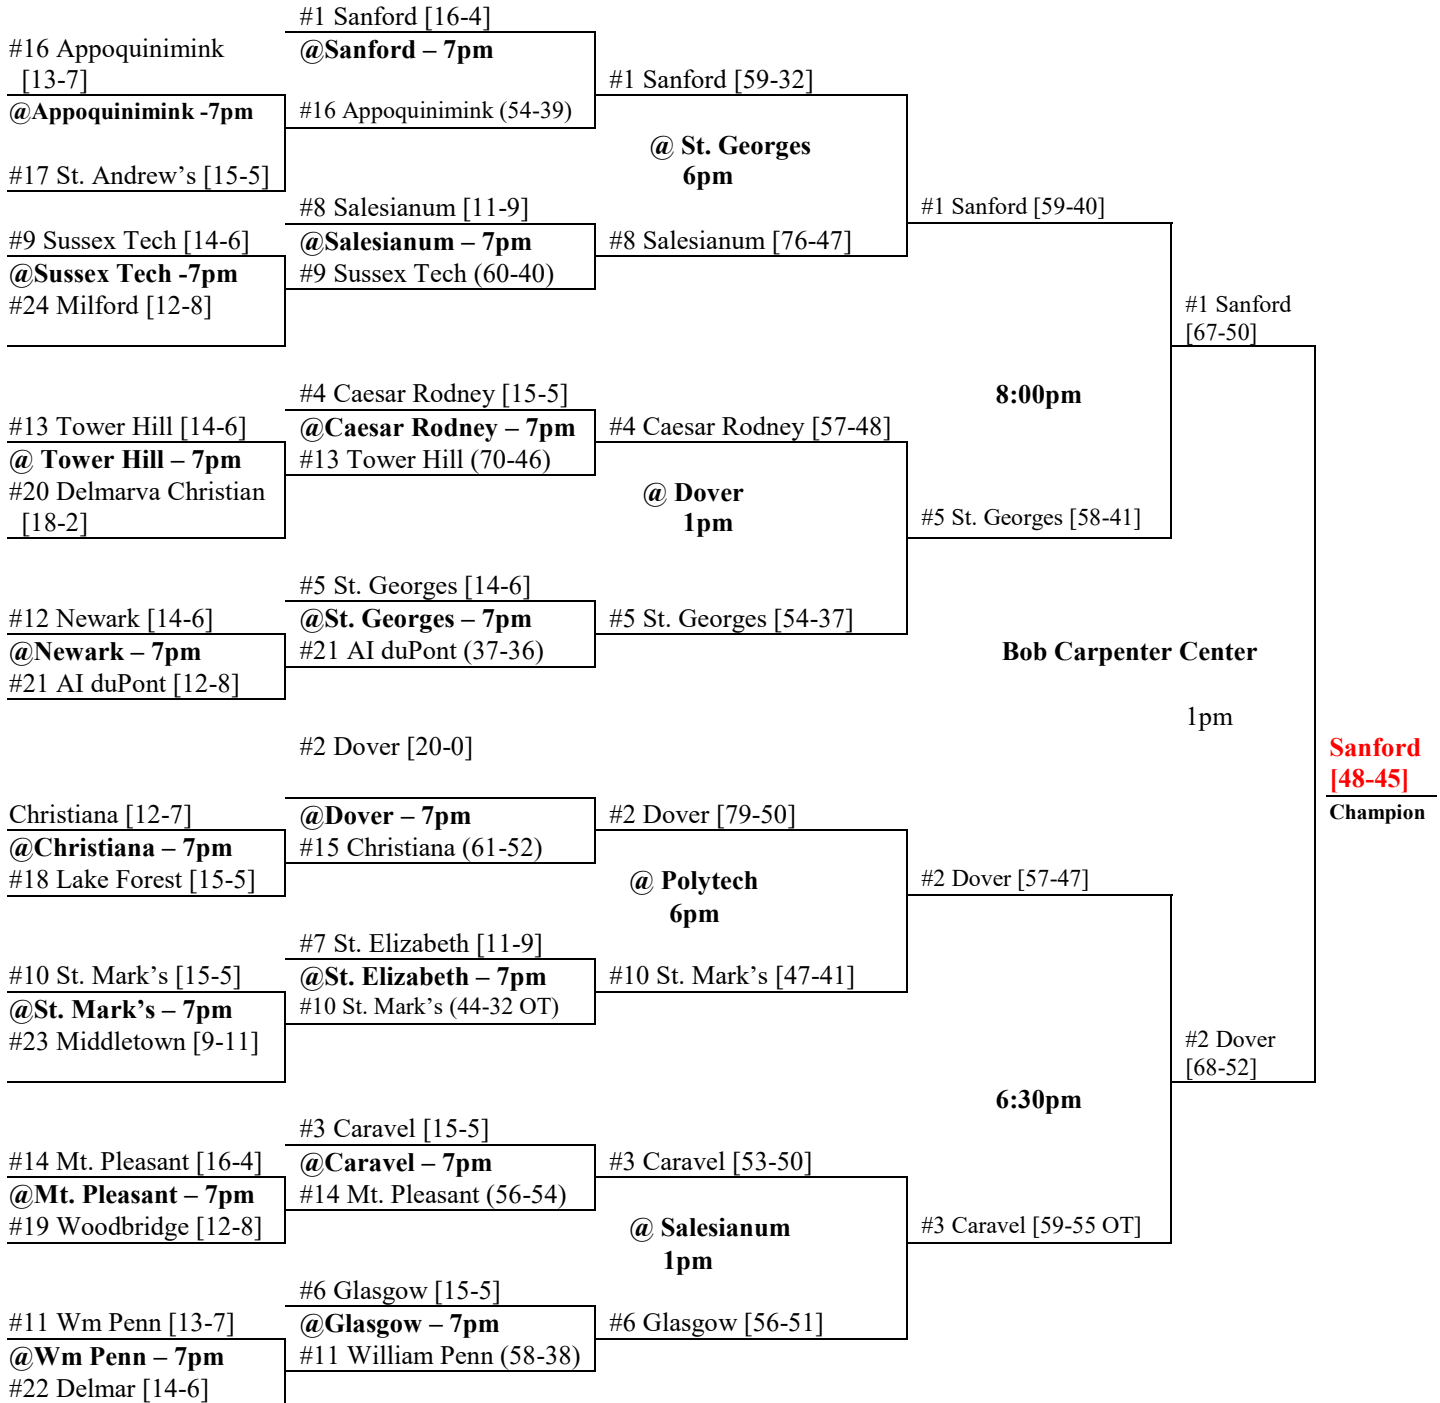 #16 Appoquinimink
[13-7]
@Appoquinimink -7pm
#17 St. Andrew’s [15-5]
#9 Sussex Tech [14-6]
@Sussex Tech -7pm
#24 Milford [12-8]
#13 Tower Hill [14-6]
@ Tower Hill – 7pm
#20 Delmarva Christian
[18-2]
#12 Newark [14-6]
@Newark – 7pm
#21 AI duPont [12-8]
Christiana [12-7]
@Christiana – 7pm
#18 Lake Forest [15-5]
#10 St. Mark’s [15-5]
@St. Mark’s – 7pm
#23 Middletown [9-11]
#14 Mt. Pleasant [16-4]
@Mt. Pleasant – 7pm
#19 Woodbridge [12-8]
#11 Wm Penn [13-7]
@Wm Penn – 7pm
#22 Delmar [14-6]
#1 Sanford [16-4]
@Sanford – 7pm
#16 Appoquinimink (54-39)
#8 Salesianum [11-9]
@Salesianum – 7pm
#9 Sussex Tech (60-40)
#4 Caesar Rodney [15-5]
@Caesar Rodney – 7pm
#13 Tower Hill (70-46)
#5 St. Georges [14-6]
@St. Georges – 7pm
#21 AI duPont (37-36)
#2 Dover [20-0]
@Dover – 7pm
#15 Christiana (61-52)
#7 St. Elizabeth [11-9]
@St. Elizabeth – 7pm
#10 St. Mark’s (44-32 OT)
#3 Caravel [15-5]
@Caravel – 7pm
#14 Mt. Pleasant (56-54)
#6 Glasgow [15-5]
@Glasgow – 7pm
#11 William Penn (58-38)
#1 Sanford [59-32]
@ St. Georges
6pm
#8 Salesianum [76-47]
#4 Caesar Rodney [57-48]
@ Dover
1pm
#5 St. Georges [54-37]
#2 Dover [79-50]
@ Polytech
6pm
#10 St. Mark’s [47-41]
#3 Caravel [53-50]
@ Salesianum
1pm
#6 Glasgow [56-51]
#1 Sanford [59-40]
8:00pm
#5 St. Georges [58-41]
Bob Carpenter Center
#2 Dover [57-47]
6:30pm
#3 Caravel [59-55 OT]
#1 Sanford
[67-50]
1pm
#2 Dover
[68-52]
Sanford
[48-45]
Champion